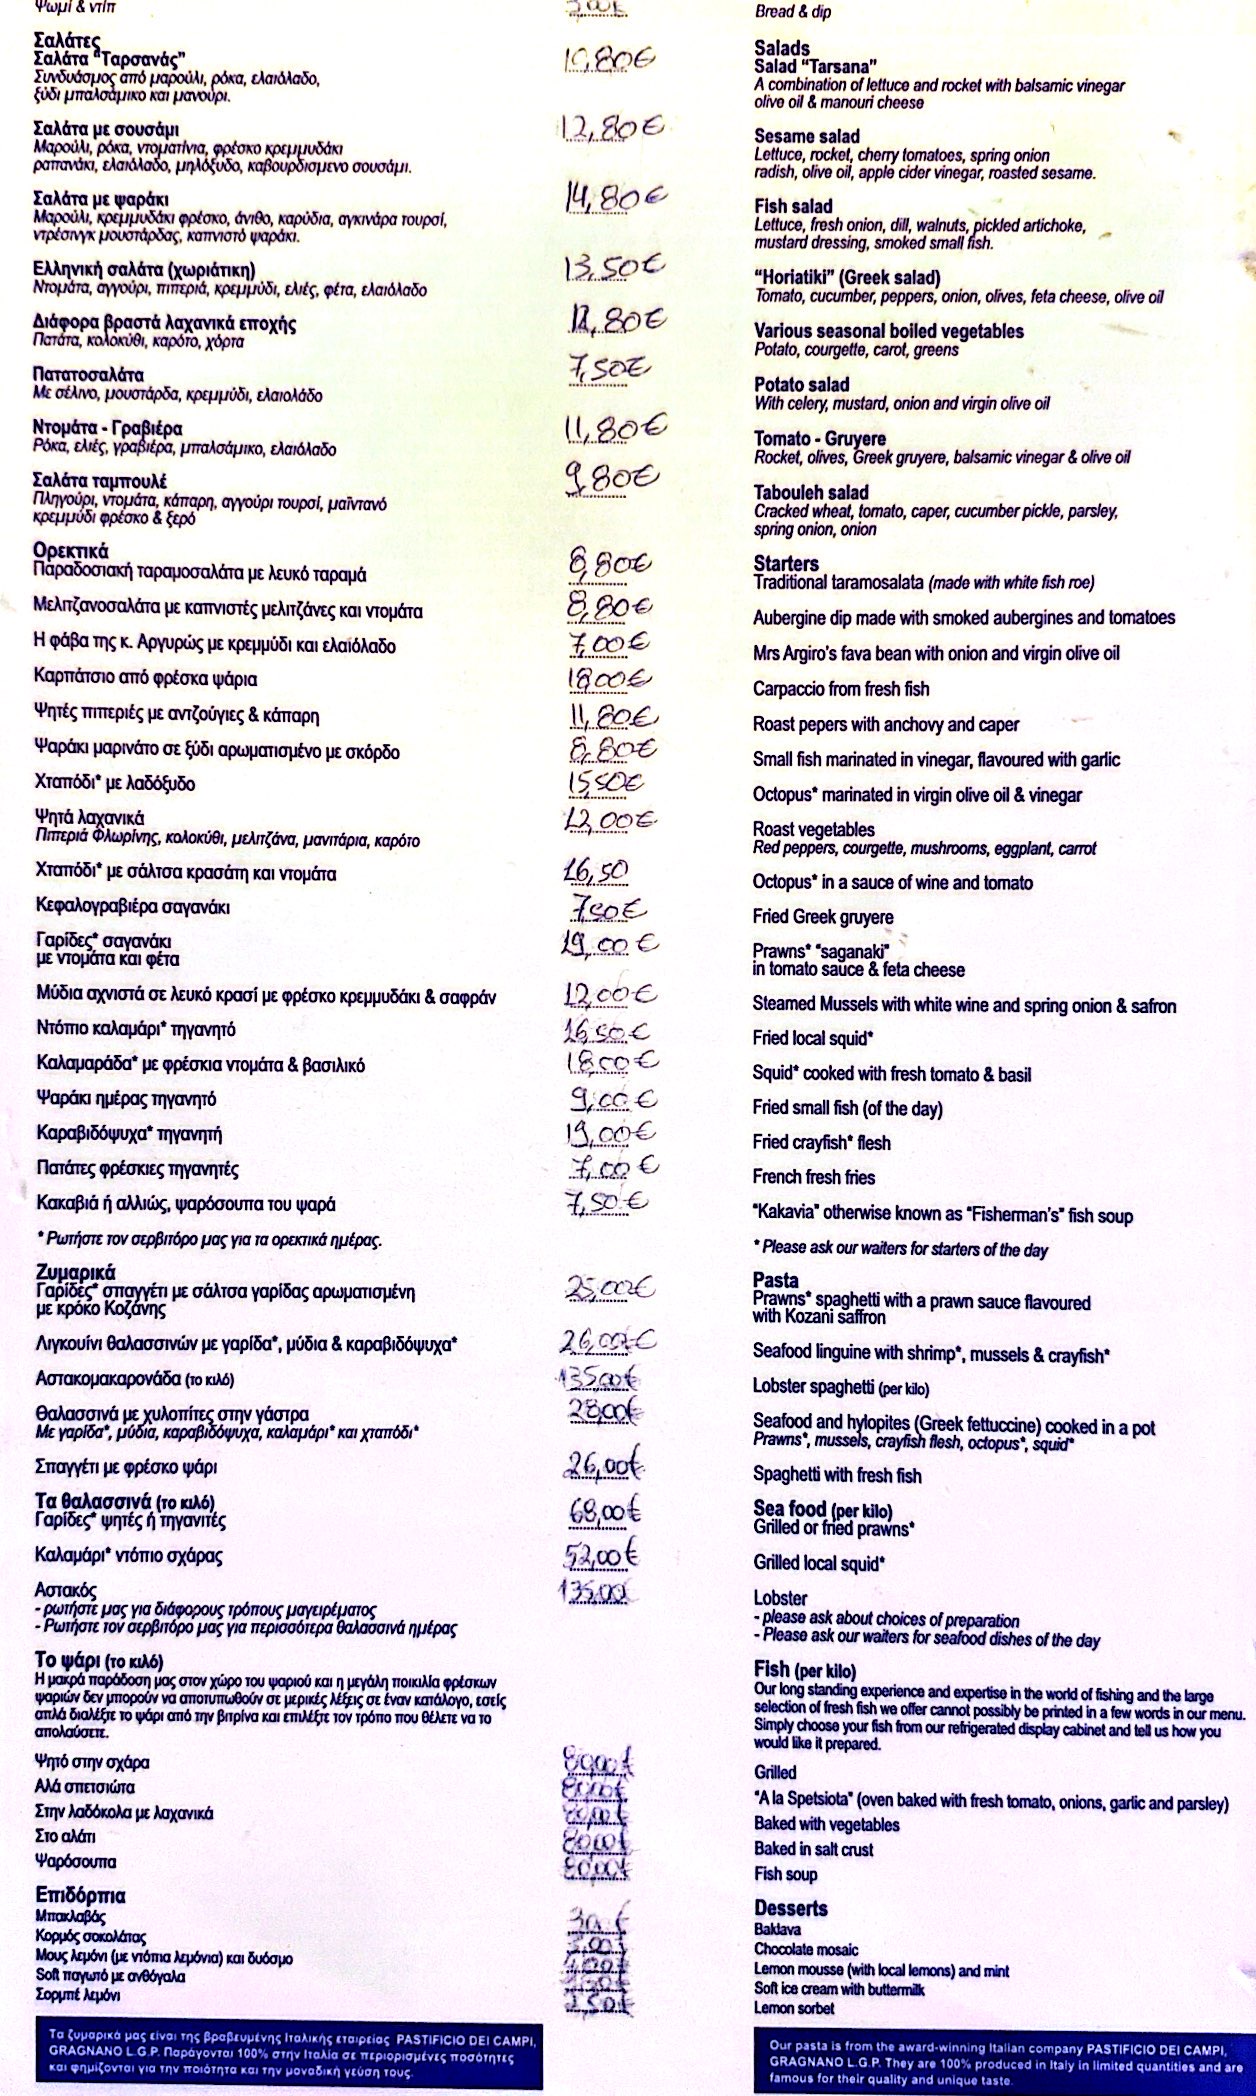 Ψωμί & ντίπ
Bread & dip
Σαλάτες
Salads
Σαλάτα "Ταρσανάς" 10,80€
Συνδυάσμος από μαρούλι, ρόκα, ελαιόλαδο,
ξύδι μπαλσάμικο και μανούρι.
Salad "Tarsana"
A combination of lettuce and rocket with balsamic vinegar
olive oil & manouri cheese
Σαλάτα με σουσάμι 12,80€
Μαρούλι, ρόκα, ντοματίνια, φρέσκο κρεμμυδάκι
ραπανάκι, ελαιόλαδο, μηλόξυδο, καβουρδισμενο σουσάμι.
Sesame salad
Lettuce, rocket, cherry tomatoes, spring onion
radish, olive oil, apple cider vinegar, roasted sesame.
Σαλάτα με ψαράκι 14,80€
Μαρούλι, κρεμμυδάκι φρέσκο, άνιθο, καρύδια, αγκινάρα τουρσί,
ντρέσινγκ μουστάρδας, καπνιστό ψαράκι.
Fish salad
Lettuce, fresh onion, dill, walnuts, pickled artichoke,
mustard dressing, smoked small fish.
Ελληνική σαλάτα (χωριάτικη) 13,50€
Ντομάτα, αγγούρι, πιπεριά, κρεμμύδι, ελιές, φέτα, ελαιόλαδο
"Horiatiki" (Greek salad)
Tomato, cucumber, peppers, onion, olives, feta cheese, olive oil
Διάφορα βραστά λαχανικά εποχής
Πατάτα, κολοκύθι, καρότο, χόρτα
Various seasonal boiled vegetables
Potato, courgette, carot, greens
Πατατοσαλάτα 7,50€
Με σέλινο, μουστάρδα, κρεμμύδι, ελαιολάδο
Potato salad
With celery, mustard, onion and virgin olive oil
Ντομάτα - Γραβιέρα 11,80€
Ρόκα, ελιές, γραβιέρα, μπαλσάμικο, ελαιόλαδο
Tomato - Gruyere
Rocket, olives, Greek gruyere, balsamic vinegar & olive oil
Σαλάτα ταμπουλέ 9,80€
Πληγούρι, ντομάτα, κάπαρη, αγγούρι τουρσί, μαϊντανό
κρεμμύδι φρέσκο & ξερό
Tabouleh salad
Cracked wheat, tomato, caper, cucumber pickle, parsley,
spring onion, onion
Ορεκτικά
Starters
Παραδοσιακή ταραμοσαλάτα με λευκό ταραμά 8,80€
Traditional taramosalata (made with white fish roe)
Μελιτζανοσαλάτα με καπνιστές μελιτζάνες και ντομάτα 8,80€
Aubergine dip made with smoked aubergines and tomatoes
Η φάβα της κ. Αργυρώς με κρεμμύδι και ελαιόλαδο 7,00€
Mrs Argiro's fava bean with onion and virgin olive oil
Καρπάτσιο από φρέσκα ψάρια 18,00€
Carpaccio from fresh fish
Ψητές πιπεριές με αντζούγιες & κάπαρη 11,80€
Roast pepers with anchovy and caper
Ψαράκι μαρινάτο σε ξύδι αρωματισμένο με σκόρδο 8,80€
Small fish marinated in vinegar, flavoured with garlic
Χταπόδι* με λαδόξυδο 15,50€
Octopus* marinated in virgin olive oil & vinegar
Ψητά λαχανικά 12,00€
Πιπεριά Φλωρίνης, κολοκύθι, μελιτζάνα, μανιτάρια, καρότο
Roast vegetables
Red peppers, courgette, mushrooms, eggplant, carrot
Χταπόδι* με σάλτσα κρασάτη και ντομάτα 16,50
Octopus* in a sauce of wine and tomato
Κεφαλογραβιέρα σαγανάκι 7,50€
Fried Greek gruyere
Γαρίδες* σαγανάκι 19,00€
με ντομάτα και φέτα
Prawns* "saganaki"
in tomato sauce & feta cheese
Μύδια αχνιστά σε λευκό κρασί με φρέσκο κρεμμυδάκι & σαφράν 12,00€
Steamed Mussels with white wine and spring onion & safron
Ντόπιο καλαμάρι* τηγανητό 16,50€
Fried local squid*
Καλαμαράδα* με φρέσκια ντομάτα & βασιλικό 18,00€
Squid* cooked with fresh tomato & basil
Ψαράκι ημέρας τηγανητό 9,00€
Fried small fish (of the day)
Καραβιδόψυχα* τηγανητή 19,00€
Fried crayfish* flesh
Πατάτες φρέσκιες τηγανητές 7,00€
French fresh fries
Κακαβιά ή αλλιώς, ψαρόσουπα του ψαρά 7,50€
"Kakavia" otherwise known as "Fisherman's" fish soup
* Ρωτήστε τον σερβιτόρο μας για τα ορεκτικά ημέρας.
* Please ask our waiters for starters of the day
Ζυμαρικά
Pasta
Γαρίδες* σπαγγέτι με σάλτσα γαρίδας αρωματισμένη 25,00€
με κρόκο Κοζάνης
Prawns* spaghetti with a prawn sauce flavoured
with Kozani saffron
Λιγκουίνι θαλασσινών με γαρίδα*, μύδια & καραβιδόψυχα* 26,00€
Seafood linguine with shrimp*, mussels & crayfish*
Αστακομακαρονάδα (το κιλό) 135,00€
Lobster spaghetti (per kilo)
Θαλασσινά με χυλοπίτες στην γάστρα 28,00€
Με γαρίδα*, μύδια, καραβιδόψυχα, καλαμάρι* και χταπόδι*
Seafood and hylopites (Greek fettuccine) cooked in a pot
Prawns*, mussels, crayfish flesh, octopus*, squid*
Σπαγγέτι με φρέσκο ψάρι 26,00€
Spaghetti with fresh fish
Τα θαλασσινά (το κιλό)
Sea food (per kilo)
Γαρίδες* ψητές ή τηγανιτές 68,00€
Grilled or fried prawns*
Καλαμάρι* ντόπιο σχάρας 52,00€
Grilled local squid*
Αστακός 135,00
- ρωτήστε μας για διάφορους τρόπους μαγειρέματος
- Ρωτήστε τον σερβιτόρο μας για περισσότερα θαλασσινά ημέρας
Lobster
- please ask about choices of preparation
- Please ask our waiters for seafood dishes of the day
Το ψάρι (το κιλό)
Η μακρά παράδοση μας στον χώρο του ψαριού και η μεγάλη ποικιλία φρέσκων
ψαριών δεν μπορούν να αποτυπωθούν σε μερικές λέξεις σε έναν κατάλογο, εσείς
απλά διαλέξτε το ψάρι από την βιτρίνα και επιλέξτε τον τρόπο που θέλετε να το
απολαύσετε.
Fish (per kilo)
Our long standing experience and expertise in the world of fishing and the large
selection of fresh fish we offer cannot possibly be printed in a few words in our menu.
Simply choose your fish from our refrigerated display cabinet and tell us how you
would like it prepared.
Ψητό στην σχάρα 80,00€
Grilled
Αλά σπετσιώτα 80,00€
"A la Spetsiota" (oven baked with fresh tomato, onions, garlic and parsley)
Στην λαδόκολα με λαχανικά 80,00€
Baked with vegetables
Στο αλάτι 80,00€
Baked in salt crust
Ψαρόσουπα 80,00€
Fish soup
Επιδόρπια
Desserts
Μπακλαβάς
Baklava
Κορμός σοκολάτας
Chocolate mosaic
Μους λεμόνι (με ντόπια λεμόνια) και δυόσμο
Lemon mousse (with local lemons) and mint
Soft παγωτό με ανθόγαλα
Soft ice cream with buttermilk
Σορμπέ λεμόνι
Lemon sorbet
Τα ζυμαρικά μας είναι της βραβευμένης Ιταλικής εταιρείας PASTIFICIO DEI CAMPI,
GRAGNANO L.G.P. Παράγονται 100% στην Ιταλία σε περιορισμένες ποσότητες
και φημίζονται για την ποιότητα και την μοναδική γεύση τους.
Our pasta is from the award-winning Italian company PASTIFICIO DEI CAMPI,
GRAGNANO L.G.P. They are 100% produced in Italy in limited quantities and are
famous for their quality and unique taste.